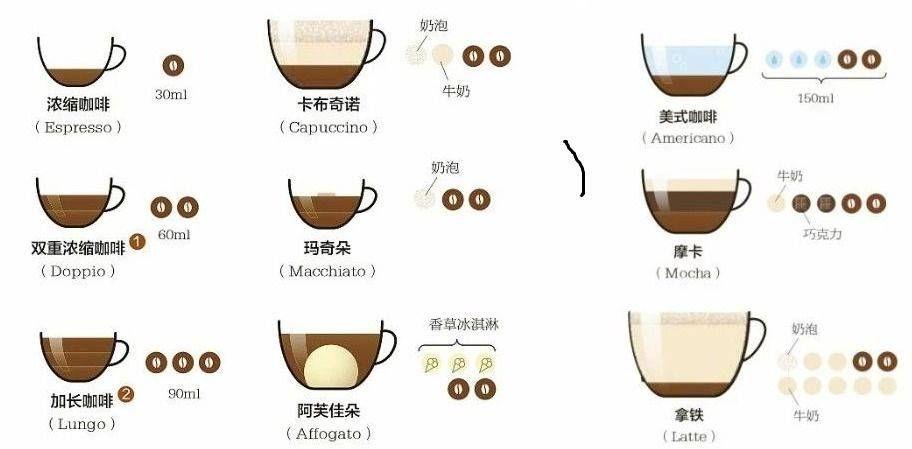 浓缩咖啡
(Espresso)
30ml
奶泡
牛奶
卡布奇诺
(Capuccino)
150ml
美式咖啡
(Americano)
双重浓缩咖啡 1
(Doppio)
60ml
奶泡
玛奇朵
(Macchiato)
牛奶
巧克力
摩卡
(Mocha)
加长咖啡 2
(Lungo)
90ml
香草冰淇淋
阿芙佳朵
(Affogato)
奶泡
牛奶
拿铁
(Latte)